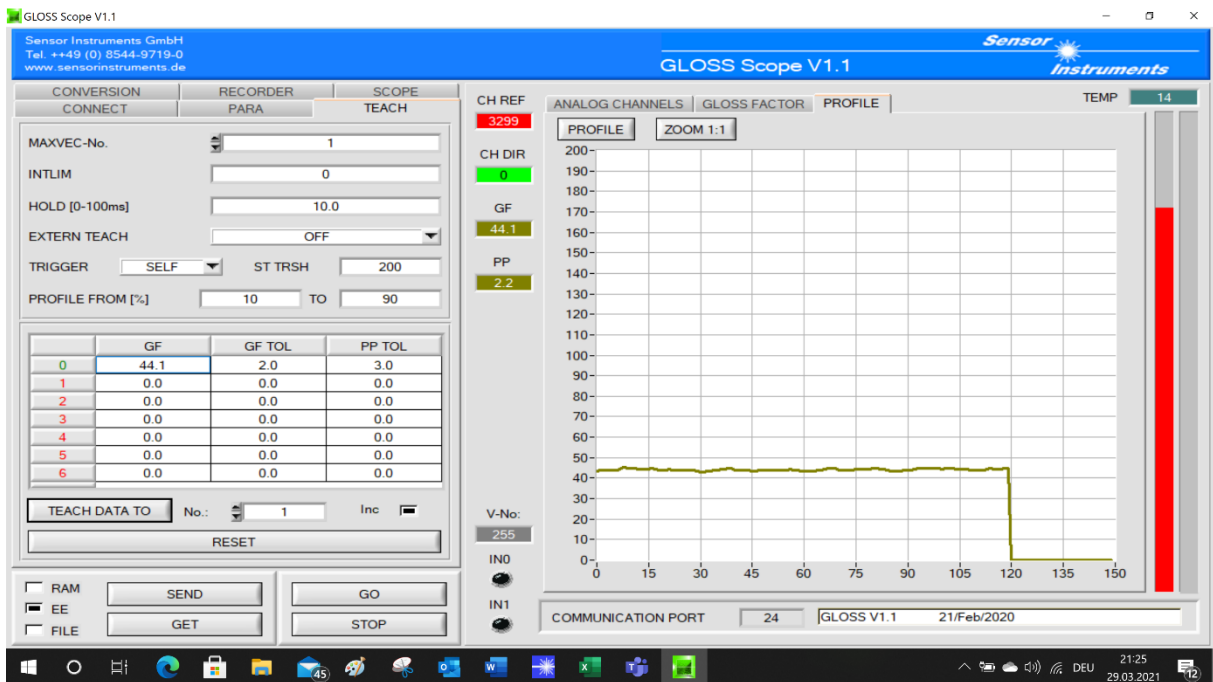 GLOSS Scope V1.1
Sensor Instruments GmbH
Tel. ++49 (0) 8544-9719-0
www.sensorinstruments.de
GLOSS Scope V1.1
Sensor
Instruments
CONVERSION RECORDER SCOPE
CONNECT PARA TEACH
MAXVEC-No. 1
INTLIM 0
HOLD [0-100ms] 10.0
EXTERN TEACH OFF
TRIGGER SELF ST TRSH 200
PROFILE FROM [%] 10 TO 90
GF GF TOL PP TOL
0 44.1 2.0 3.0
1 0.0 0.0 0.0
2 0.0 0.0 0.0
3 0.0 0.0 0.0
4 0.0 0.0 0.0
5 0.0 0.0 0.0
6 0.0 0.0 0.0
TEACH DATA TO No.: 1 Inc
RESET
RAM
EE
FILE
SEND GO
GET STOP
CH REF
3299
CH DIR
0
GF
44.1
PP
2.2
V-No:
255
IN0
IN1
ANALOG CHANNELS GLOSS FACTOR PROFILE
TEMP 14
PROFILE ZOOM 1:1
200
190
180
170
160
150
140
130
120
110
100
90
80
70
60
50
40
30
20
10
0
0 15 30 45 60 75 90 105 120 135 150
COMMUNICATION PORT 24 GLOSS V1.1 21/Feb/2020
45
DEU
21:25
29.03.2021
12